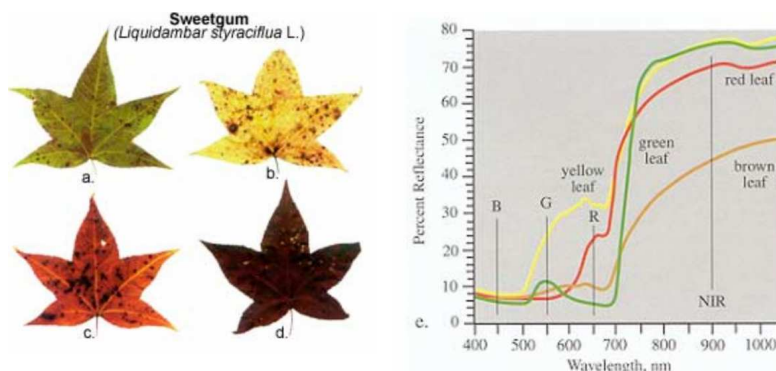 Sweetgum
(Liquidambar styraciflua L.)
a.
b.
c.
d.
e.
Percent Reflectance
80
70
60
50
40
30
20
10
0
400 500 600 700 800 900 1000
Wavelength, nm
B
G
R
NIR
yellow
leaf
green
leaf
red leaf
brown
leaf